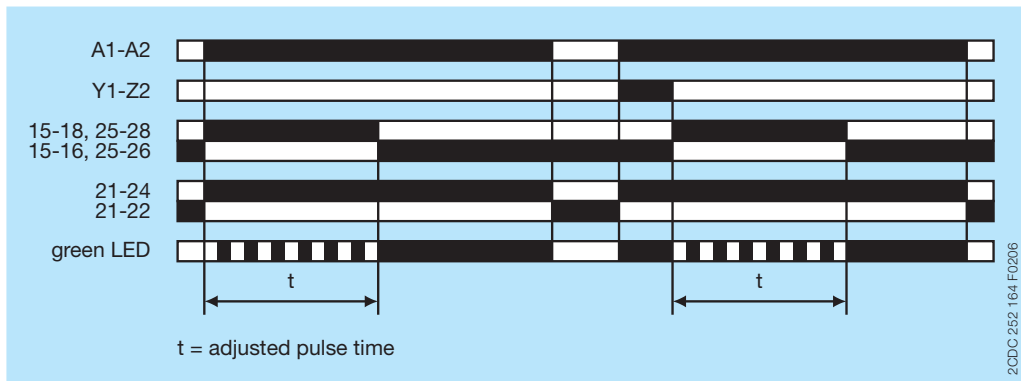 A1-A2
Y1-Z2
15-18, 25-28
15-16, 25-26
21-24
21-22
green LED
t
t
t = adjusted pulse time
2CDC 252 164 F0206